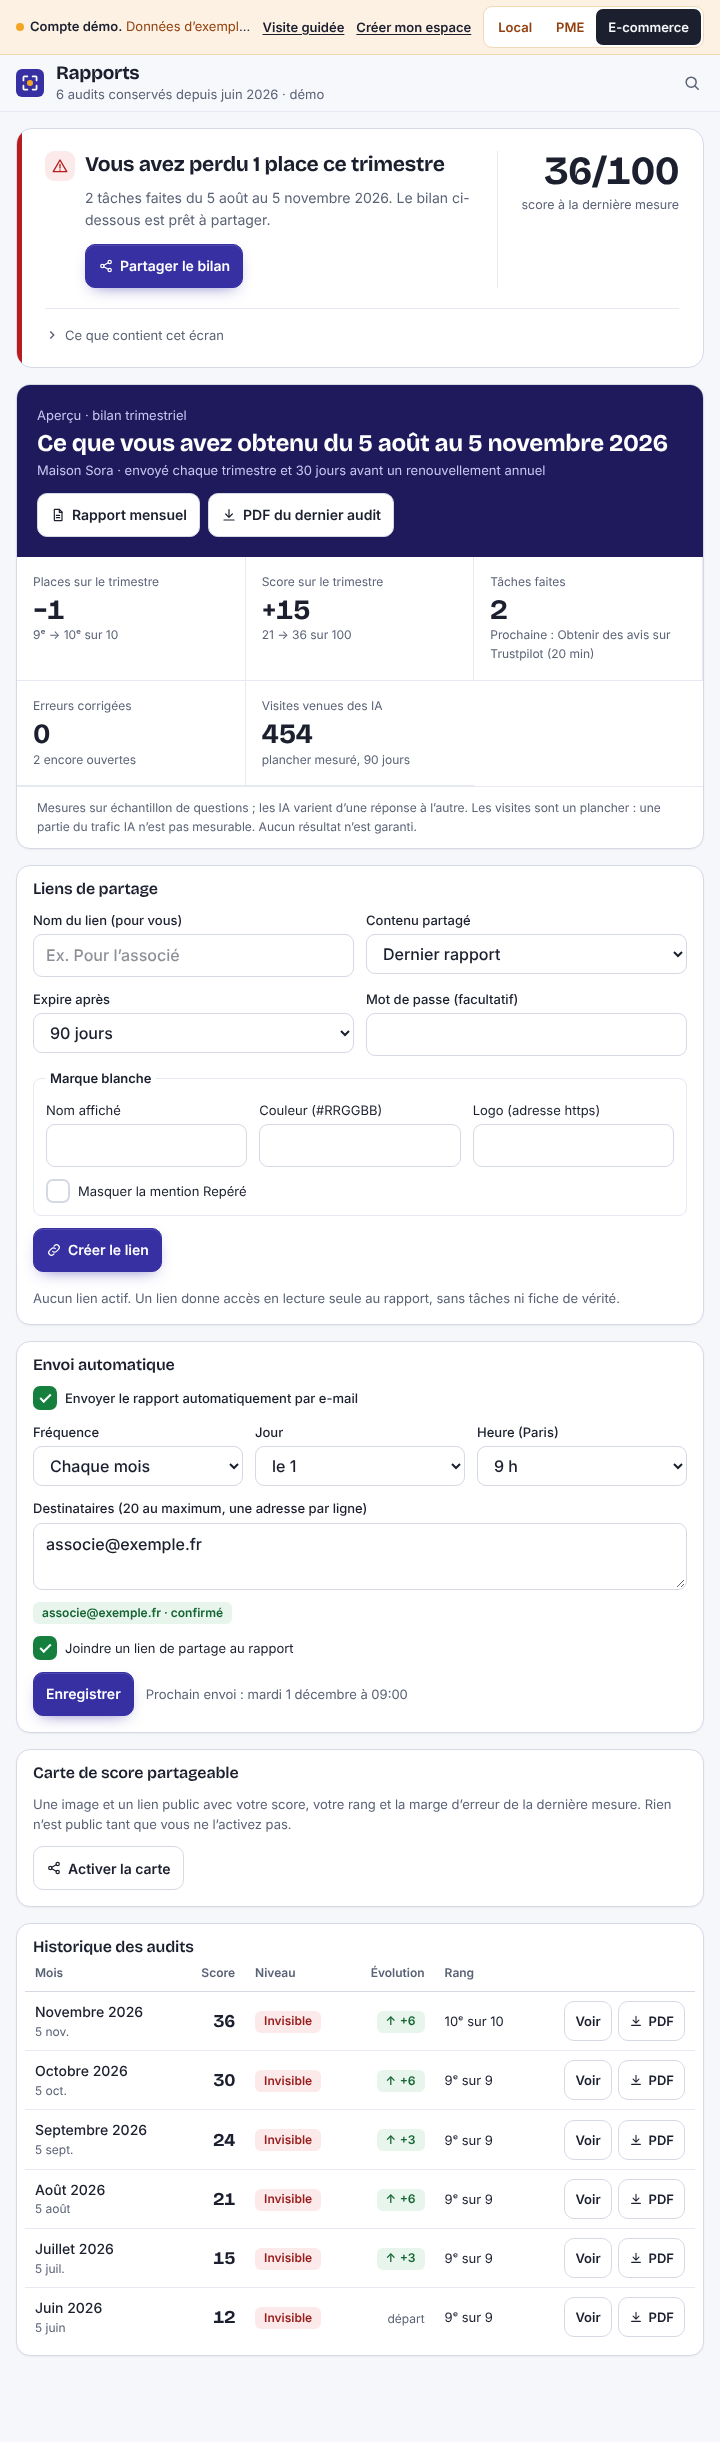 Compte démo. Données d’exempl... Visite guidée Créer mon espace Local PME E-commerce
Rapports
6 audits conservés depuis juin 2026 · démo
Vous avez perdu 1 place ce trimestre
2 tâches faites du 5 août au 5 novembre 2026. Le bilan ci-
dessous est prêt à partager.
Partager le bilan
36/100
score à la dernière mesure
Ce que contient cet écran
Aperçu · bilan trimestriel
Ce que vous avez obtenu du 5 août au 5 novembre 2026
Maison Sora · envoyé chaque trimestre et 30 jours avant un renouvellement annuel
Rapport mensuel PDF du dernier audit
Places sur le trimestre
−1
9ᵉ → 10ᵉ sur 10
Score sur le trimestre
+15
21 → 36 sur 100
Tâches faites
2
Prochaine : Obtenir des avis sur
Trustpilot (20 min)
Erreurs corrigées
0
2 encore ouvertes
Visites venues des IA
454
plancher mesuré, 90 jours
Mesures sur échantillon de questions ; les IA varient d’une réponse à l’autre. Les visites sont un plancher : une
partie du trafic IA n’est pas mesurable. Aucun résultat n’est garanti.
Liens de partage
Nom du lien (pour vous) Contenu partagé
Ex. Pour l’associé Dernier rapport
Expire après Mot de passe (facultatif)
90 jours
Marque blanche
Nom affiché Couleur (#RRGGBB) Logo (adresse https)
Masquer la mention Repéré
Créer le lien
Aucun lien actif. Un lien donne accès en lecture seule au rapport, sans tâches ni fiche de vérité.
Envoi automatique
Envoyer le rapport automatiquement par e-mail
Fréquence Jour Heure (Paris)
Chaque mois le 1 9 h
Destinataires (20 au maximum, une adresse par ligne)
associe@exemple.fr
associe@exemple.fr · confirmé
Joindre un lien de partage au rapport
Enregistrer Prochain envoi : mardi 1 décembre à 09:00
Carte de score partageable
Une image et un lien public avec votre score, votre rang et la marge d’erreur de la dernière mesure. Rien
n’est public tant que vous ne l’activez pas.
Activer la carte
Historique des audits
Mois Score Niveau Évolution Rang
Novembre 2026 36 Invisible ↑ +6 10ᵉ sur 10 Voir PDF
5 nov.
Octobre 2026 30 Invisible ↑ +6 9ᵉ sur 9 Voir PDF
5 oct.
Septembre 2026 24 Invisible ↑ +3 9ᵉ sur 9 Voir PDF
5 sept.
Août 2026 21 Invisible ↑ +6 9ᵉ sur 9 Voir PDF
5 août
Juillet 2026 15 Invisible ↑ +3 9ᵉ sur 9 Voir PDF
5 juil.
Juin 2026 12 Invisible départ 9ᵉ sur 9 Voir PDF
5 juin